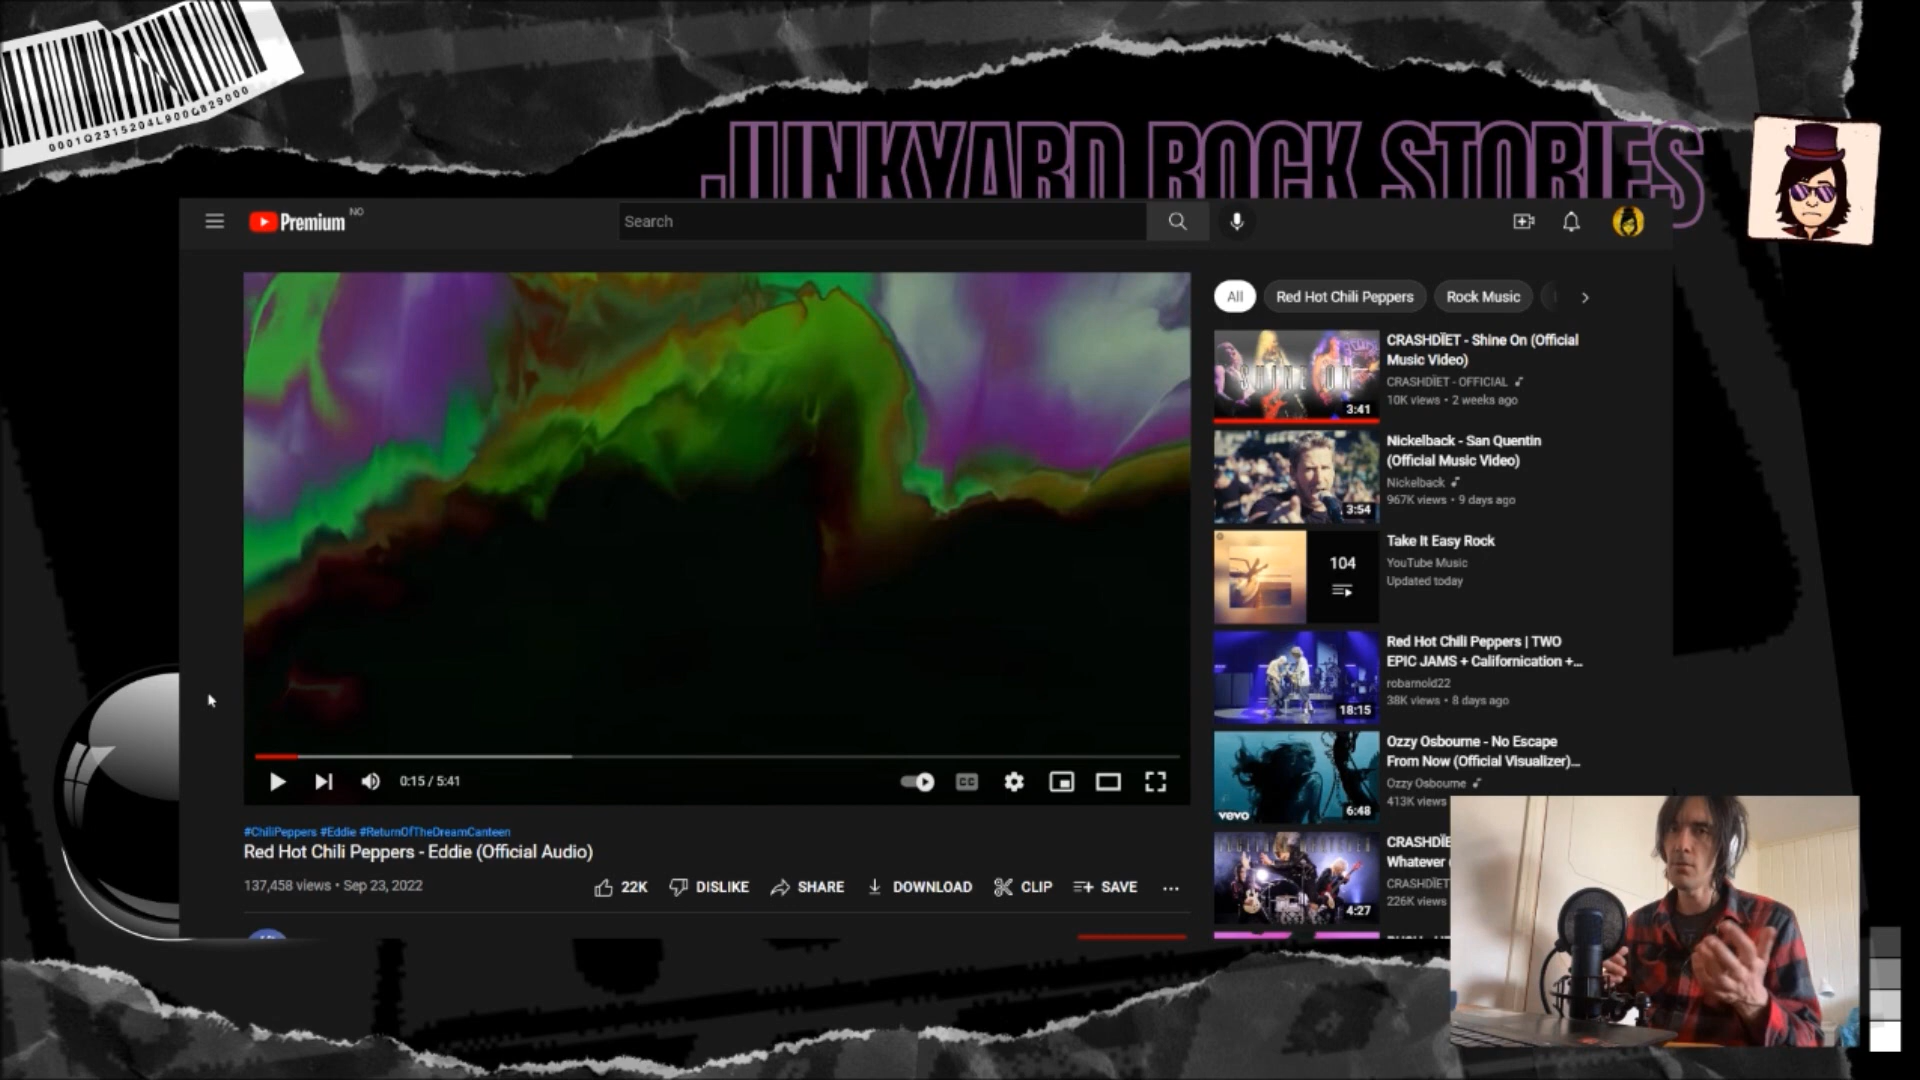 0001Q2315204L900G829000
JUNKYARD ROCK STORIES
Premium NO
Search
All
Red Hot Chili Peppers
Rock Music
CRASHDÏET - Shine On (Official
Music Video)
CRASHDÏET - OFFICIAL
10K views • 2 weeks ago
SHINE ON
3:41
Nickelback - San Quentin
(Official Music Video)
Nickelback
967K views • 9 days ago
3:54
Take It Easy Rock
YouTube Music
Updated today
104
Red Hot Chili Peppers | TWO
EPIC JAMS + Californication +...
robarnold22
38K views • 8 days ago
18:15
Ozzy Osbourne - No Escape
From Now (Official Visualizer)...
Ozzy Osbourne
413K views
vevo
6:48
CRASHDÏE
Whatever
CRASHDÏET
226K views
4:27
0:15 / 5:41
CC
#ChiliPeppers #Eddie #ReturnOfTheDreamCanteen
Red Hot Chili Peppers - Eddie (Official Audio)
137,458 views • Sep 23, 2022
22K
DISLIKE
SHARE
DOWNLOAD
CLIP
SAVE